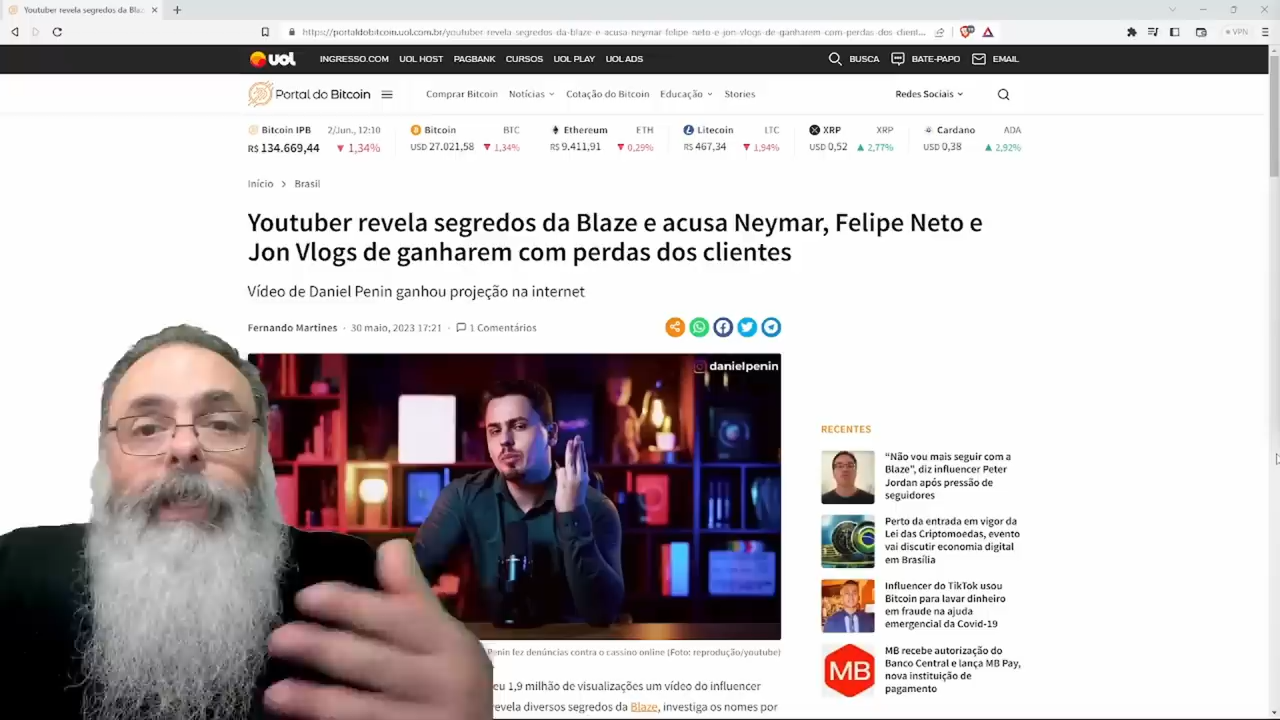 Youtuber revela segredos da Blaz
https://portaldobitcoin.uol.com.br/youtuber-revela-segredos-da-blaze-e-acusa-neymar-felipe-neto-e-jon-vlogs-de-ganharem-com-perdas-dos-client...
VPN
UOL
INGRESSO.COM UOL HOST PAGBANK CURSOS UOL PLAY UOL ADS BUSCA BATE-PAPO EMAIL
Portal do Bitcoin Comprar Bitcoin Notícias Cotação do Bitcoin Educação Stories Redes Sociais
Bitcoin IPB 2/Jun., 12:10 Bitcoin BTC Ethereum ETH Litecoin LTC XRP XRP Cardano ADA
R$ 134.669,44 ▼ 1,34% USD 27.021,58 ▼ 1,34% R$ 9.411,91 ▼ 0,29% R$ 467,34 ▼ 1,94% USD 0,52 ▲ 2,77% USD 0,38 ▲ 2,92%
Início > Brasil
Youtuber revela segredos da Blaze e acusa Neymar, Felipe Neto e
Jon Vlogs de ganharem com perdas dos clientes
Vídeo de Daniel Penin ganhou projeção na internet
Fernando Martines · 30 maio, 2023 17:21 · 1 Comentários
danielpenin
Penin fez denúncias contra o cassino online (Foto: reprodução/youtube)
eu 1,9 milhão de visualizações um vídeo do influencer
revela diversos segredos da Blaze, investiga os nomes por
RECENTES
“Não vou mais seguir com a
Blaze”, diz influencer Peter
Jordan após pressão de
seguidores
Perto da entrada em vigor da
Lei das Criptomoedas, evento
vai discutir economia digital
em Brasília
Influencer do TikTok usou
Bitcoin para lavar dinheiro
em fraude na ajuda
emergencial da Covid-19
MB
MB recebe autorização do
Banco Central e lança MB Pay,
nova instituição de
pagamento